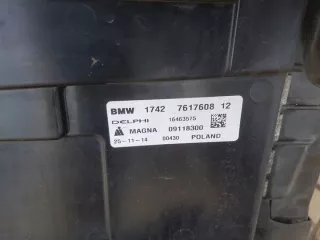 BMW 1742 7617608 12
DELPHI 16463575
MAGNA 09118300
25-11-14 00430 POLAND